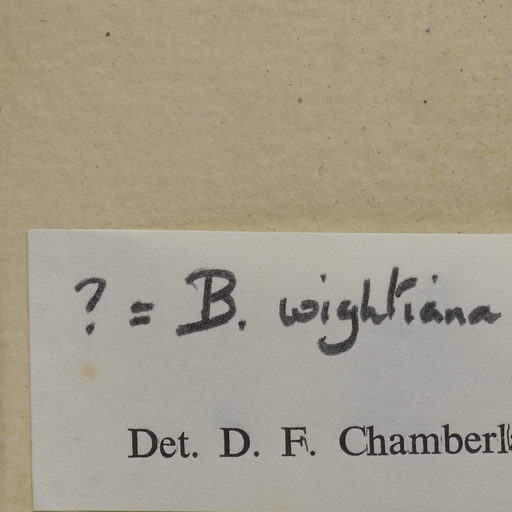 ? = B. wightiana
Det. D. F. Chamberl